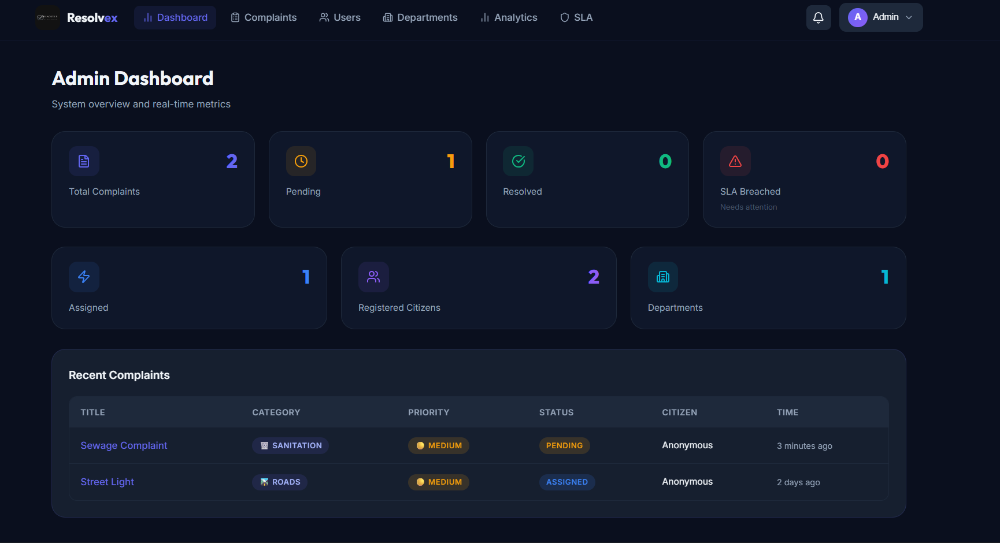 Resolvex Dashboard Complaints Users Departments Analytics SLA A Admin
Admin Dashboard
System overview and real-time metrics
2 1 0 0
Total Complaints Pending Resolved SLA Breached
Needs attention
1 2 1
Assigned Registered Citizens Departments
Recent Complaints
TITLE CATEGORY PRIORITY STATUS CITIZEN TIME
Sewage Complaint SANITATION MEDIUM PENDING Anonymous 3 minutes ago
Street Light ROADS MEDIUM ASSIGNED Anonymous 2 days ago